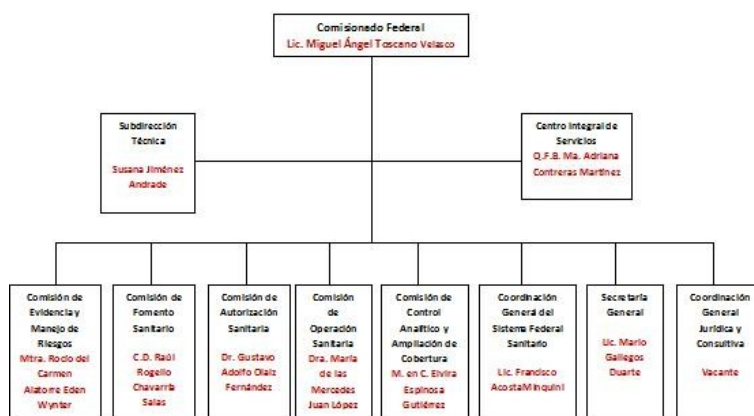 Comisionado Federal
Lic. Miguel Ángel Toscano Velasco
Subdirección
Técnica
Susana Jiménez
Andrade
Centro Integral de
Servicios
Q.F.B. Ma. Adriana
Contreras Martínez
Comisión de
Evidencia y
Manejo de
Riesgos
Mtra. Rocío del
Carmen
Alatorre Eden
Wynter
Comisión de
Fomento
Sanitario
C.D. Raúl
Rogelio
Chavarría
Salas
Comisión de
Autorización
Sanitaria
Dr. Gustavo
Adolfo Olaiz
Fernández
Comisión
de
Operación
Sanitaria
Dra. María
de las
Mercedes
Juan López
Comisión de
Control
Analítico y
Ampliación de
Cobertura
M. en C. Elvira
Espinosa
Gutiérrez
Coordinación
General del
Sistema Federal
Sanitario
Lic. Francisco
AcostaMinquini
Secretaría
General
Lic. Mario
Gallegos
Duarte
Coordinación
General
Jurídica y
Consultiva
Vacante